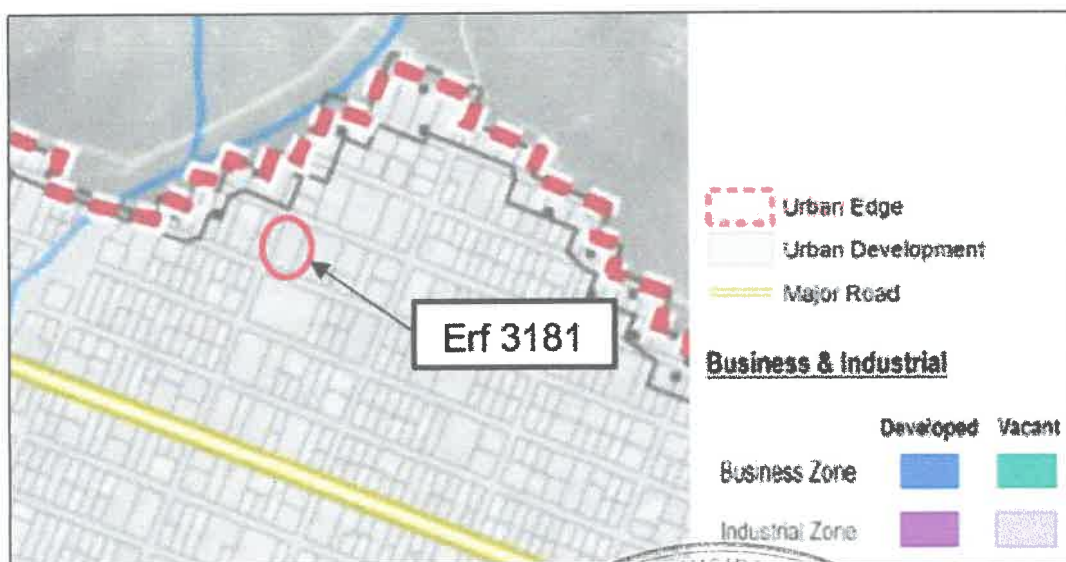 Urban Edge
Urban Development
Major Road
Erf 3181
Business & Industrial
Developed Vacant
Business Zone
Industrial Zone